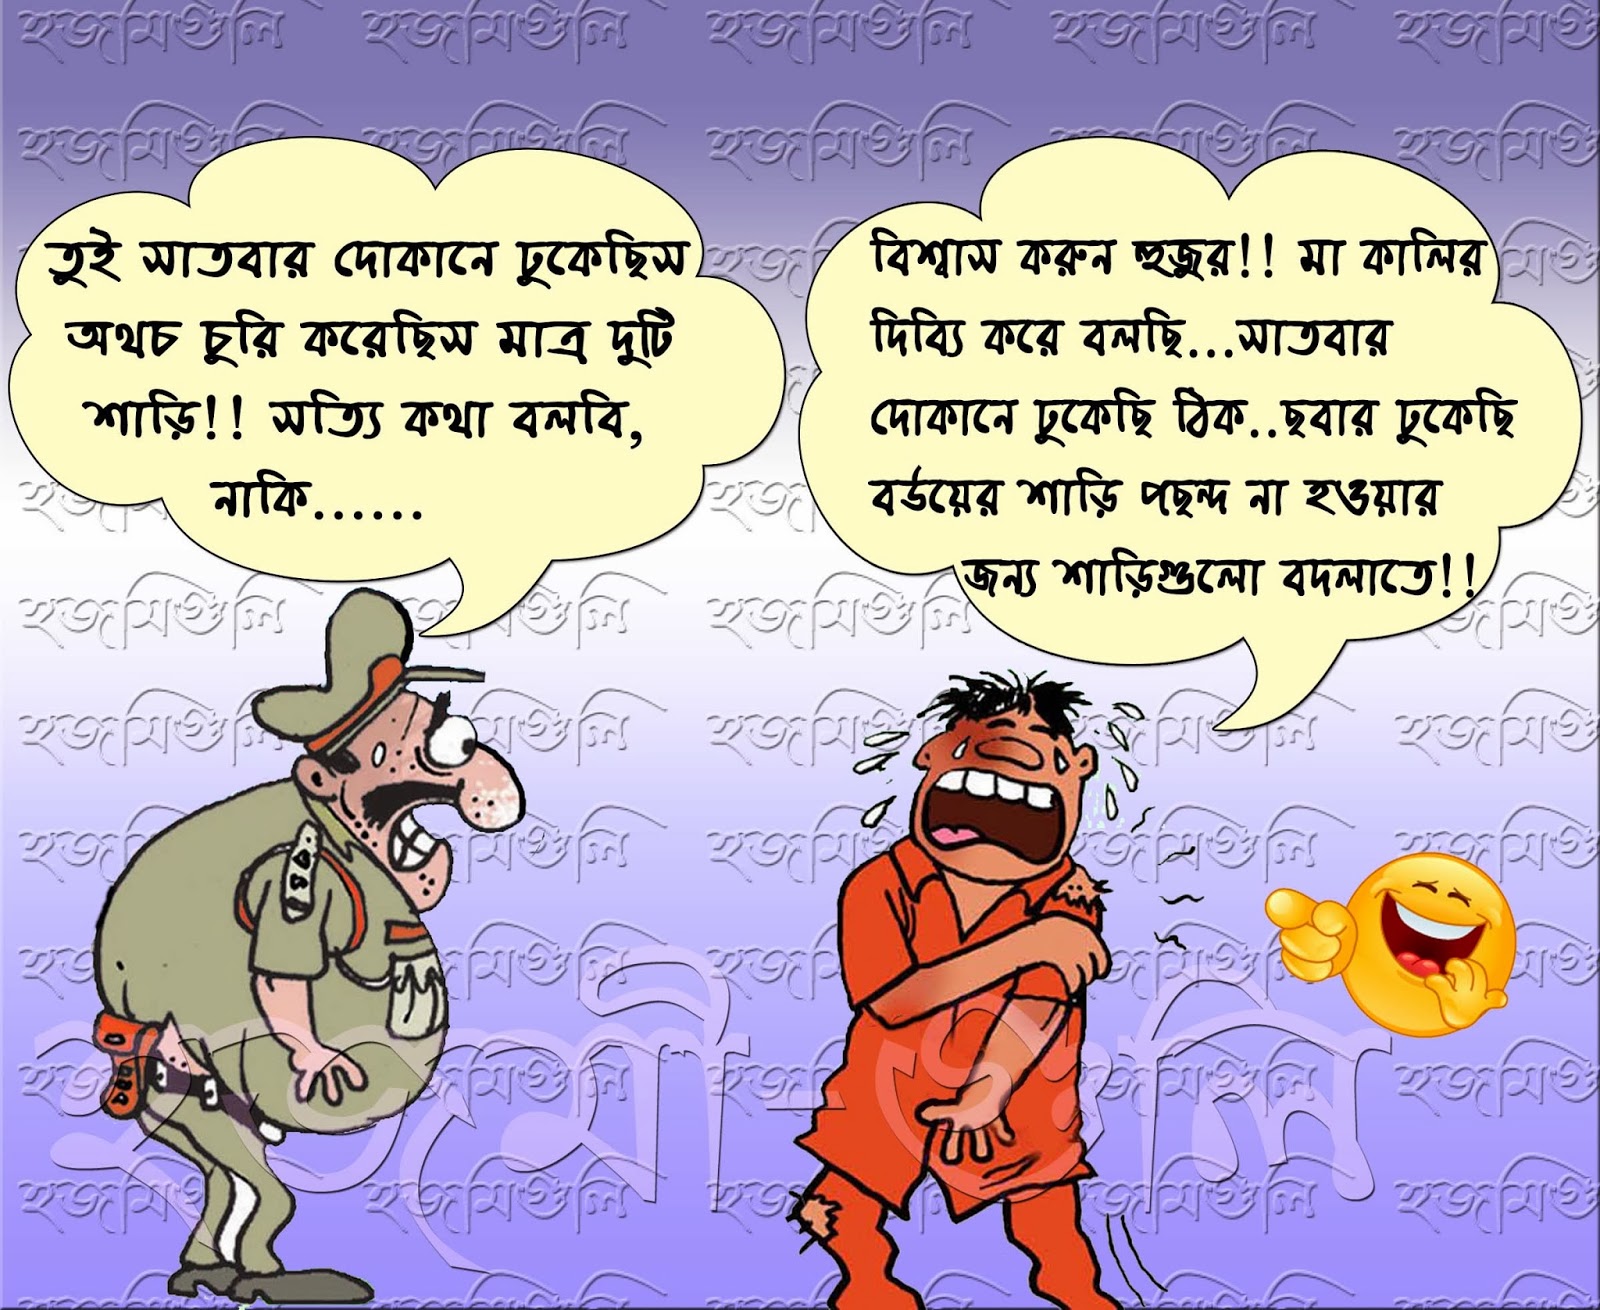 তুই সাতবার দোকানে ঢুকেছিস
অথচ চুরি করেছিস মাত্র দুটি
শাড়ি!! সত্যি কথা বলবি,
নাকি......
বিশ্বাস করুন হুজুর!! মা কালির
দিব্যি করে বলছি...সাতবার
দোকানে ঢুকেছি ঠিক..ছবার ঢুকেছি
বউয়ের শাড়ি পছন্দ না হওয়ার
জন্য শাড়িগুলো বদলাতে!!